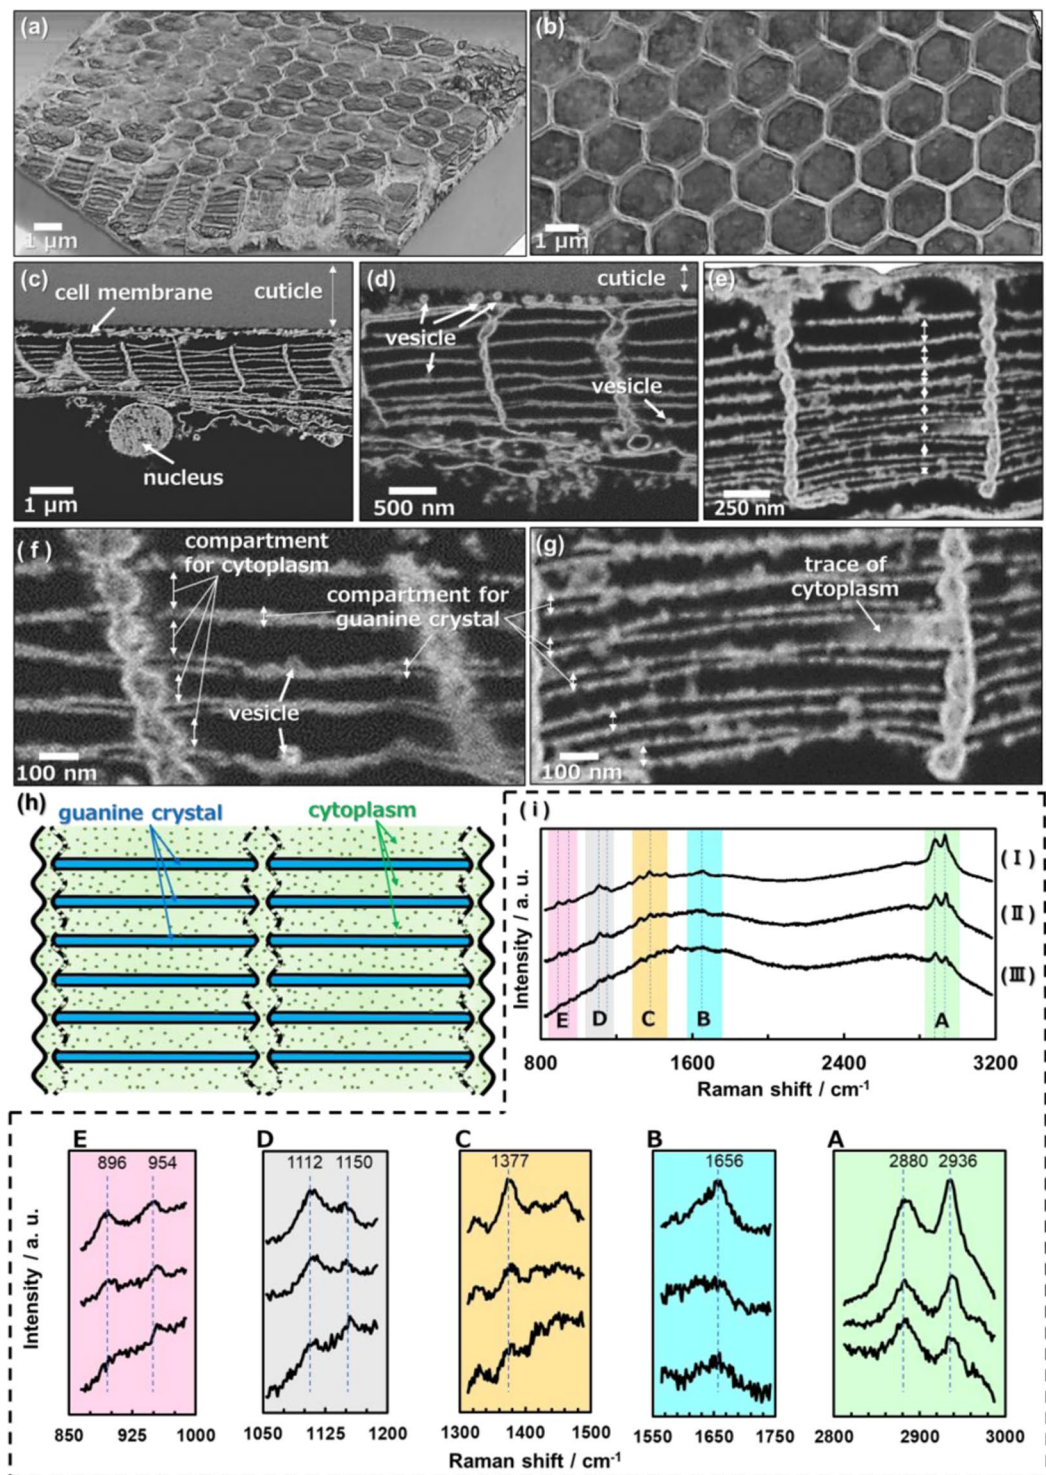 (a)
1 μm
(b)
1 μm
(c)
cell membrane
cuticle
nucleus
1 μm
(d)
cuticle
vesicle
vesicle
500 nm
(e)
250 nm
(f)
compartment
for cytoplasm
compartment for
guanine crystal
vesicle
100 nm
(g)
trace of
cytoplasm
100 nm
(h)
guanine crystal
cytoplasm
(i)
Intensity / a. u.
(I)
(II)
(III)
E D C B A
800 1600 2400 3200
Raman shift / cm-1
E
896 954
850 925 1000
D
1112 1150
1050 1125 1200
C
1377
1300 1400 1500
B
1656
1550 1650 1750
A
2880 2936
2800 2900 3000
Intensity / a. u.
Raman shift / cm-1